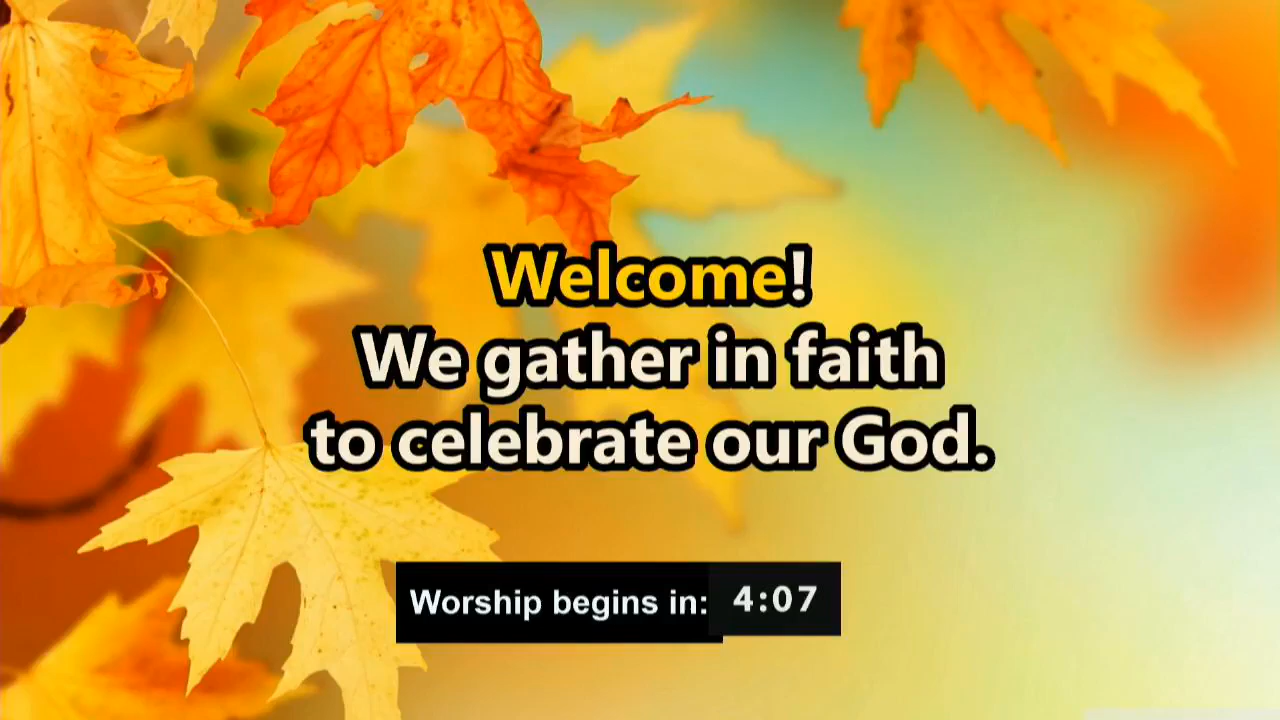 Welcome!
We gather in faith
to celebrate our God.
Worship begins in: 4:07